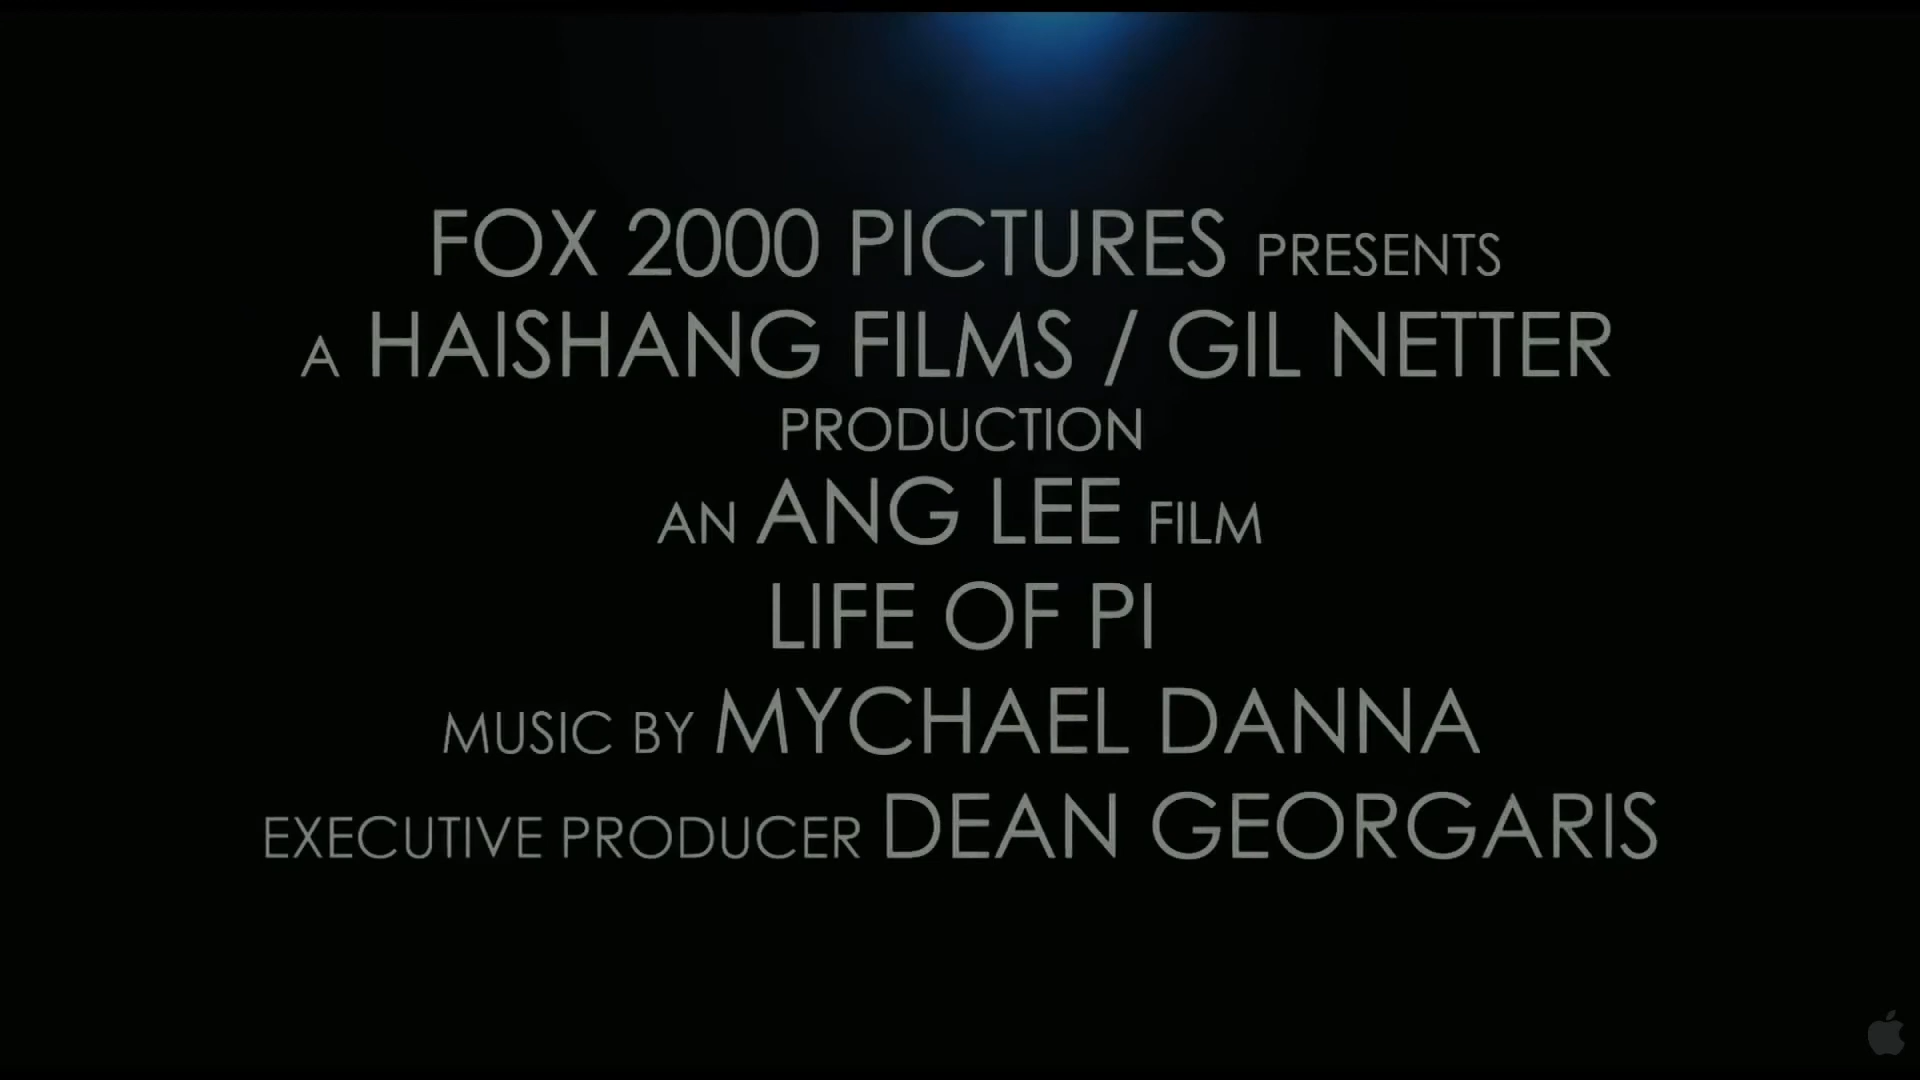 FOX 2000 PICTURES PRESENTS
A HAISHANG FILMS / GIL NETTER
PRODUCTION
AN ANG LEE FILM
LIFE OF PI
MUSIC BY MYCHAEL DANNA
EXECUTIVE PRODUCER DEAN GEORGARIS